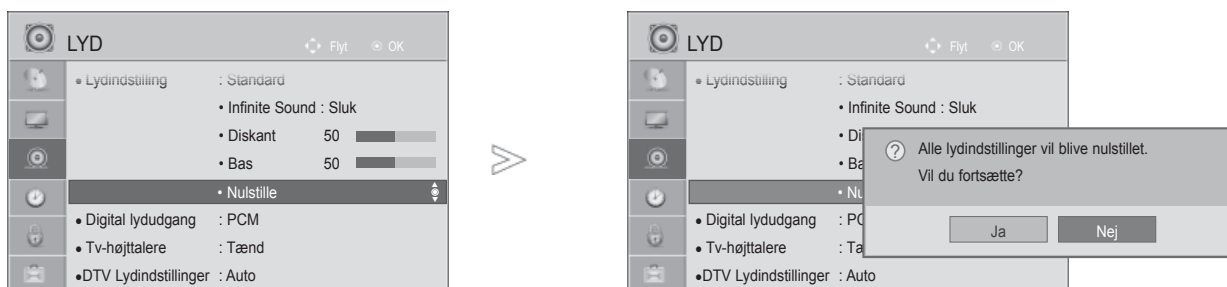 LYD
Flyt OK
• Lydindstilling : Standard
• Infinite Sound : Sluk
• Diskant 50
• Bas 50
• Nulstille
• Digital lydudgang : PCM
• Tv-højttalere : Tænd
•DTV Lydindstillinger : Auto
LYD
Flyt OK
• Lydindstilling : Standard
• Infinite Sound : Sluk
• Di
• Ba
• Nu
• Digital lydudgang : PC
• Tv-højttalere : Ta
•DTV Lydindstillinger : Auto
Alle lydindstillinger vil blive nulstillet.
Vil du fortsætte?
Ja Nej